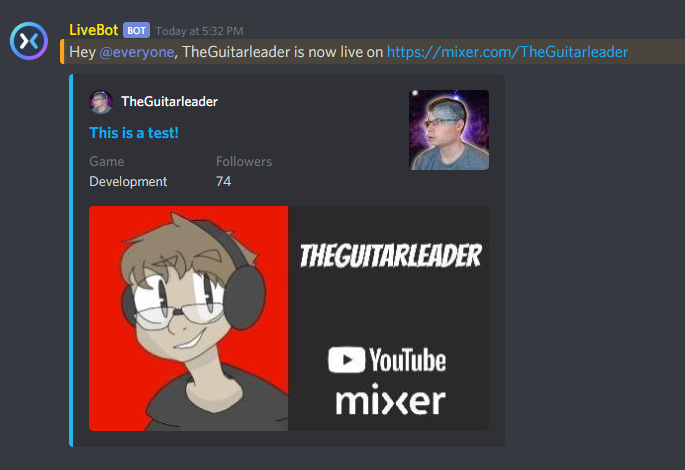 LiveBot BOT Today at 5:32 PM
Hey @everyone, TheGuitarleader is now live on https://mixer.com/TheGuitarleader
TheGuitarleader
This is a test!
Game Followers
Development 74
THEGUITARLEADER
YouTube
mixer